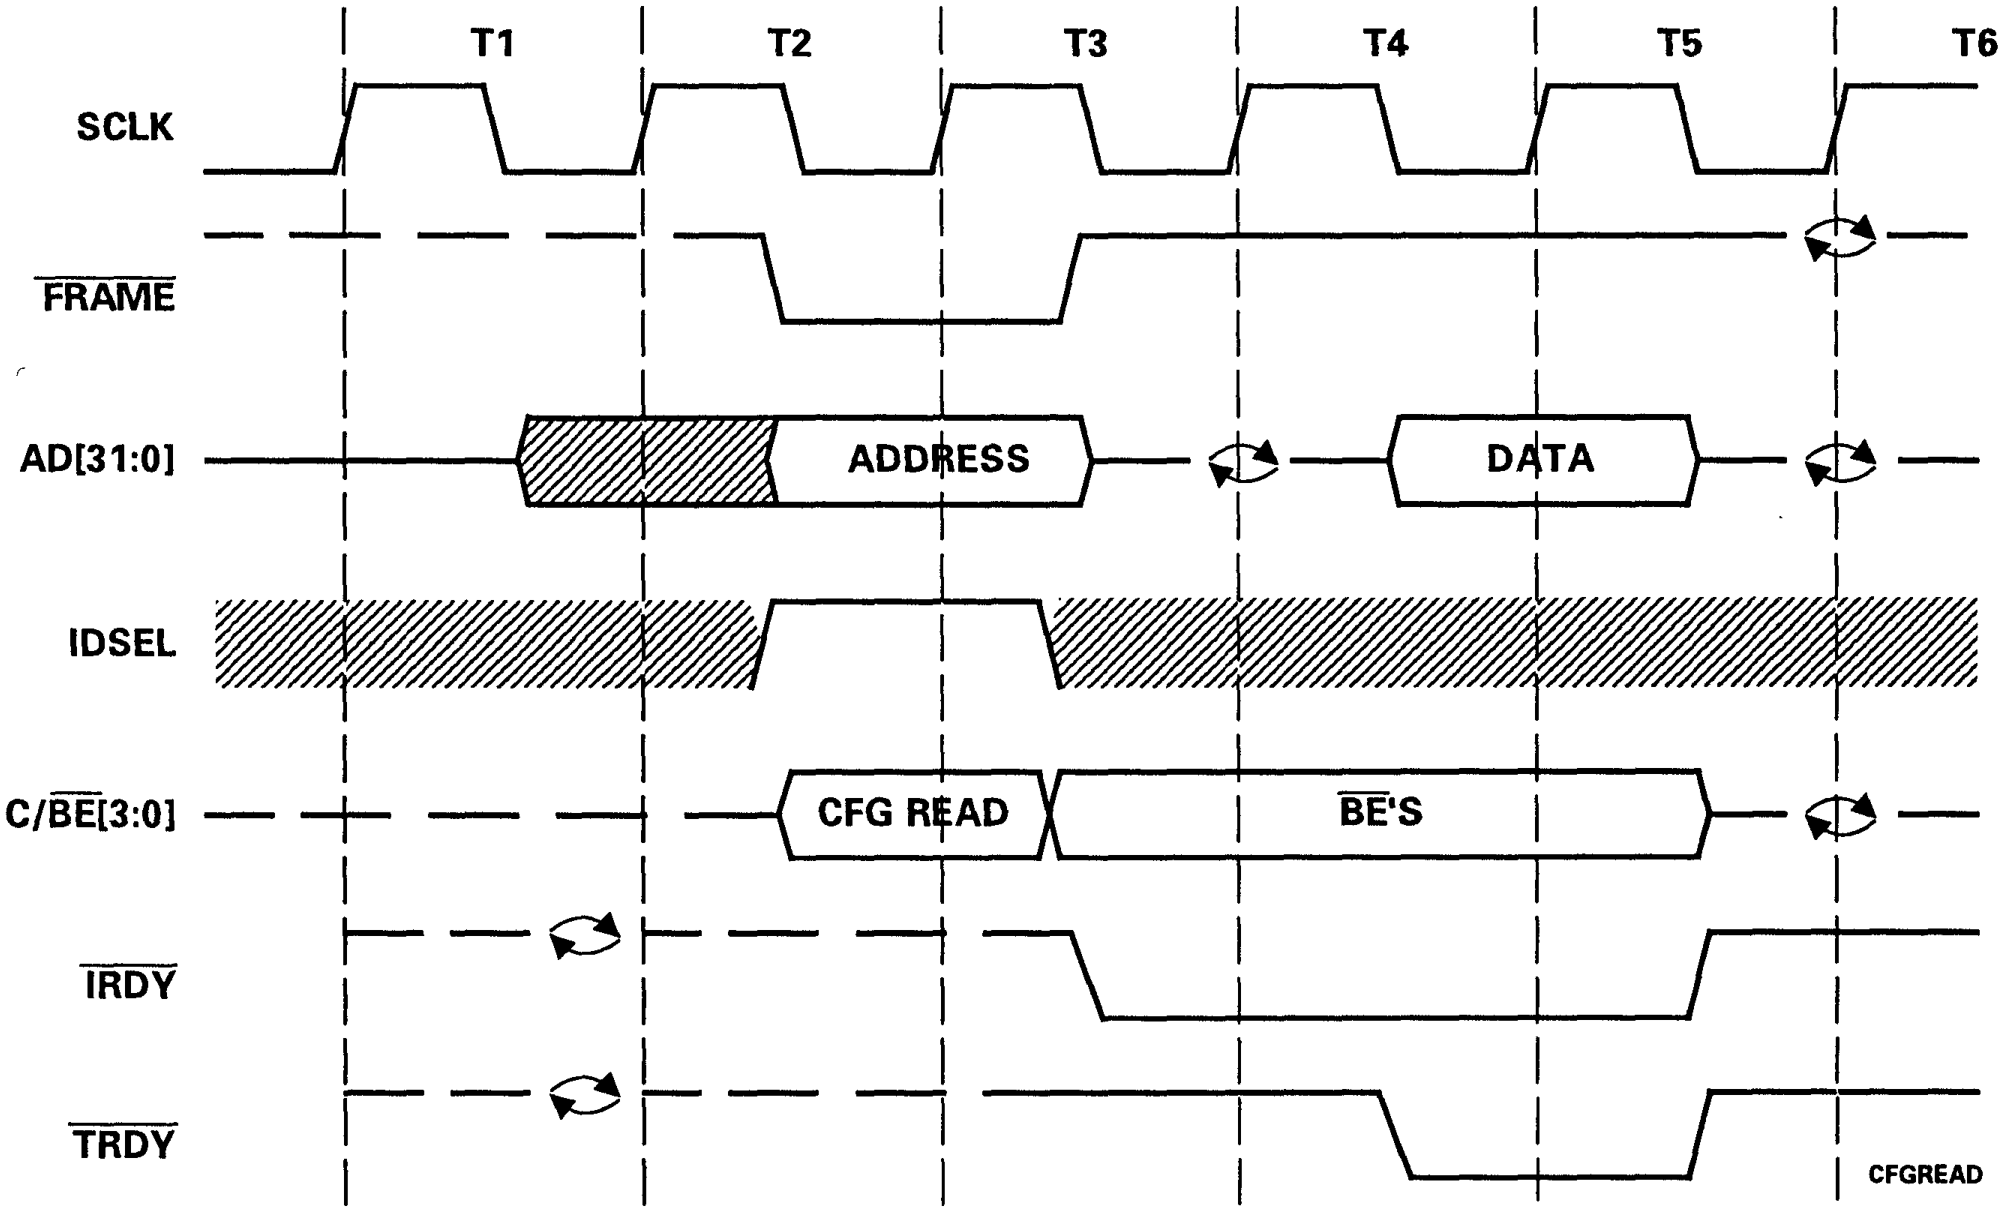 T1 T2 T3 T4 T5 T6
SCLK
FRAME
AD[31:0] ADDRESS DATA
IDSEL
C/BE[3:0] CFG READ BE'S
IRDY
TRDY
CFGREAD